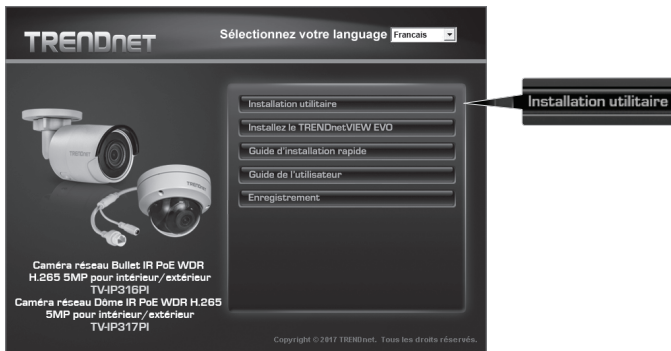 TRENDNET
Sélectionnez votre language Francais
Installation utilitaire
Installation utilitaire
Installez le TRENDnetVIEW EVO
Guide d'installation rapide
Guide de l'utilisateur
Enregistrement
TRENDNET
TRENDNET
Caméra réseau Bullet IR PoE WDR
H.265 5MP pour intérieur/extérieur
TV-IP316PI
Caméra réseau Dôme IR PoE WDR H.265
5MP pour intérieur/extérieur
TV-IP317PI
Copyright © 2017 TRENDnet. Tous les droits réservés.